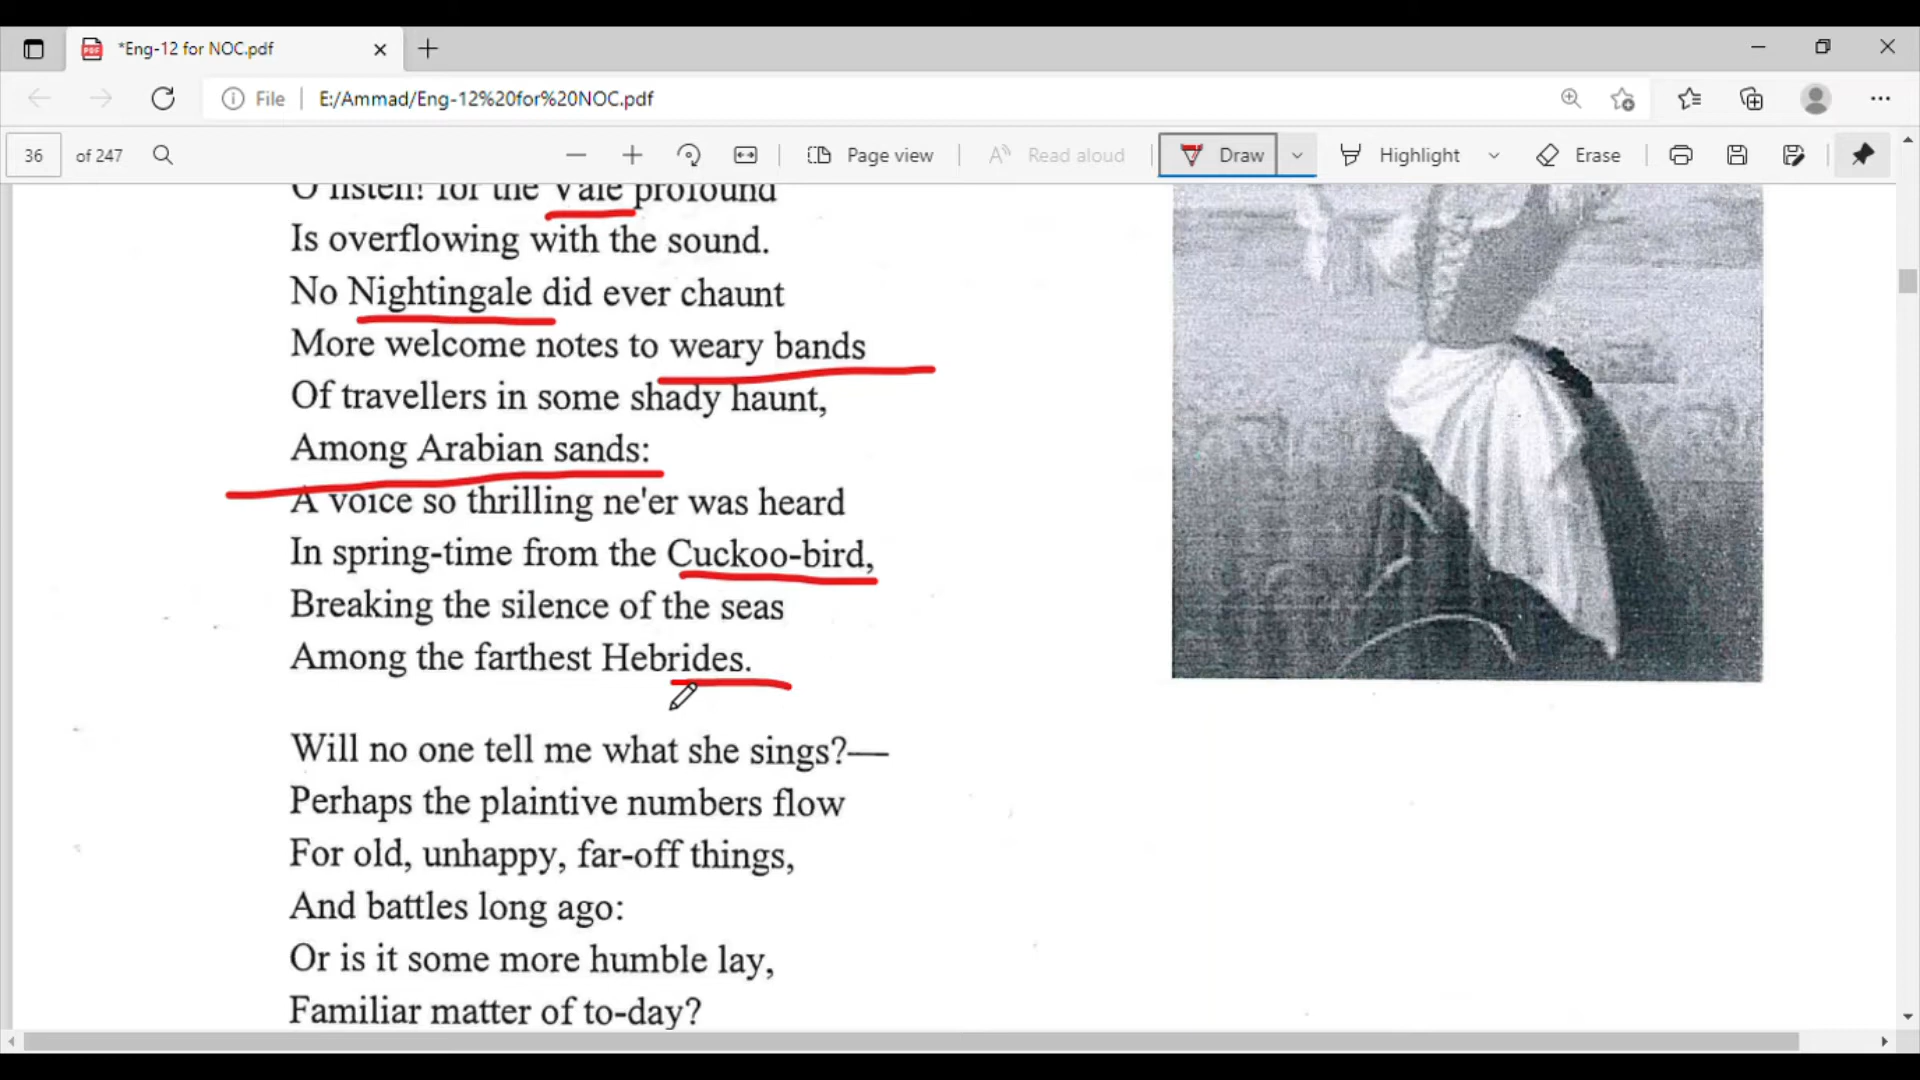 *Eng-12 for NOC.pdf
File E:/Ammad/Eng-12%20for%20NOC.pdf
36 of 247 Page view Read aloud Draw Highlight Erase
O listen! for the Vale profound
Is overflowing with the sound.
No Nightingale did ever chaunt
More welcome notes to weary bands
Of travellers in some shady haunt,
Among Arabian sands:
A voice so thrilling ne'er was heard
In spring-time from the Cuckoo-bird,
Breaking the silence of the seas
Among the farthest Hebrides.
Will no one tell me what she sings?—
Perhaps the plaintive numbers flow
For old, unhappy, far-off things,
And battles long ago:
Or is it some more humble lay,
Familiar matter of to-day?